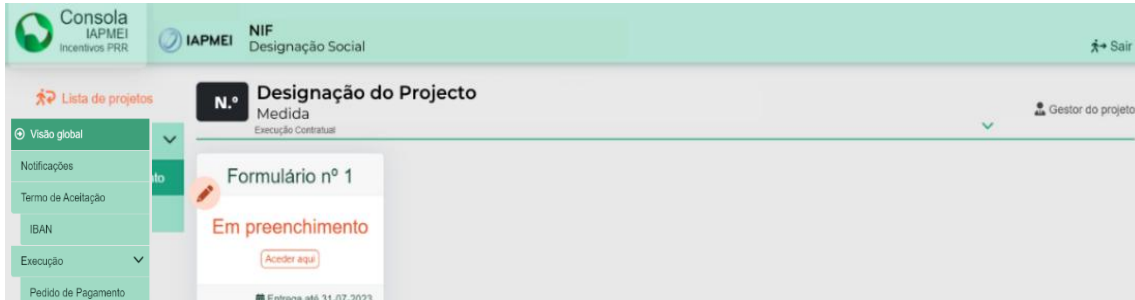 Consola
IAPMEI
Incentivos PRR
IAPMEI
NIF
Designação Social
Sair
Lista de projetos
N.º
Designação do Projecto
Medida
Execução Contratual
Gestor do projeto
Visão global
Notificações
Termo de Aceitação
IBAN
Execução
Pedido de Pagamento
nto
Formulário nº 1
Em preenchimento
Aceder aqui
Entrega até 31-07-2023